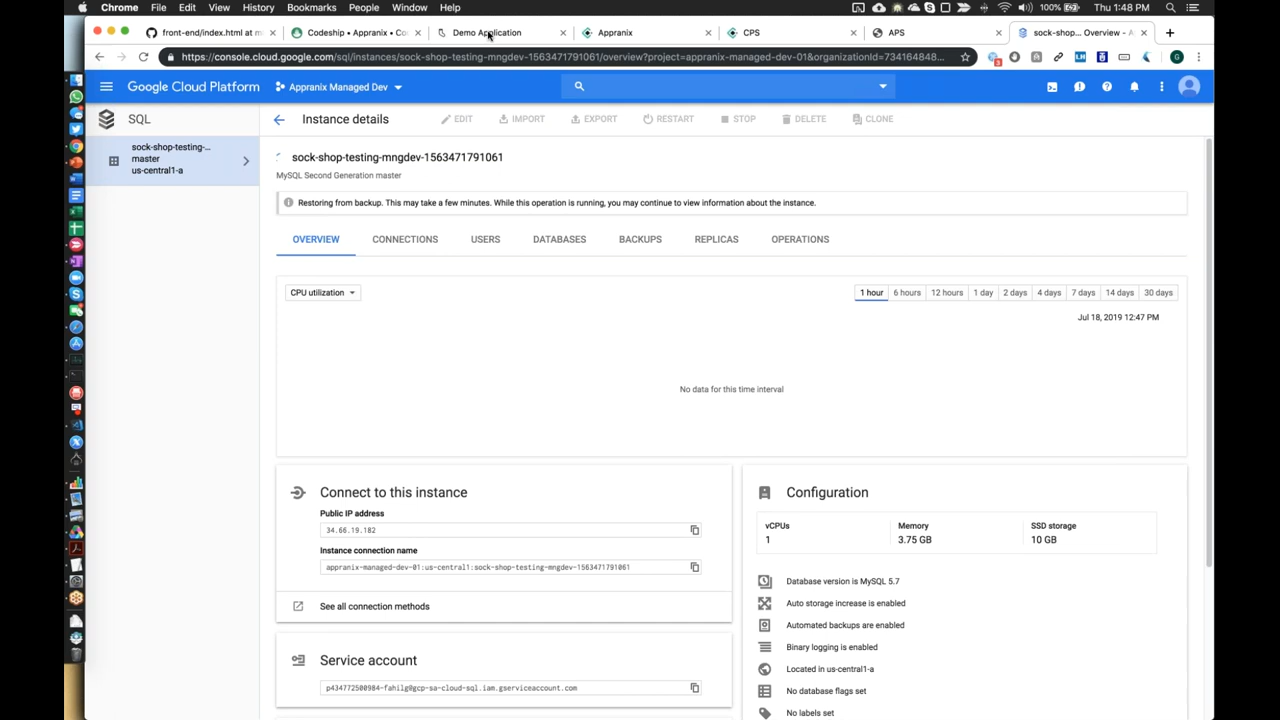 Chrome File Edit View History Bookmarks People Window Help 100% Thu 1:48 PM
front-end/index.html at m Codeship • Appranix • Co Demo Application Appranix CPS APS sock-shop... Overview - A
https://console.cloud.google.com/sql/instances/sock-shop-testing-mngdev-1563471791061/overview?project=appranix-managed-dev-01&organizationId=734164848...
Google Cloud Platform Appranix Managed Dev
SQL
Instance details EDIT IMPORT EXPORT RESTART STOP DELETE CLONE
sock-shop-testing-...
master
us-central1-a
sock-shop-testing-mngdev-1563471791061
MySQL Second Generation master
Restoring from backup. This may take a few minutes. While this operation is running, you may continue to view information about the instance.
OVERVIEW CONNECTIONS USERS DATABASES BACKUPS REPLICAS OPERATIONS
CPU utilization 1 hour 6 hours 12 hours 1 day 2 days 4 days 7 days 14 days 30 days
Jul 18, 2019 12:47 PM
No data for this time interval
Connect to this instance
Public IP address
34.66.19.182
Instance connection name
appranix-managed-dev-01:us-central1:sock-shop-testing-mngdev-1563471791061
See all connection methods
Service account
p434772500984-fahilg@gcp-sa-cloud-sql.iam.gserviceaccount.com
Configuration
vCPUs Memory SSD storage
1 3.75 GB 10 GB
Database version is MySQL 5.7
Auto storage increase is enabled
Automated backups are enabled
Binary logging is enabled
Located in us-central1-a
No database flags set
No labels set